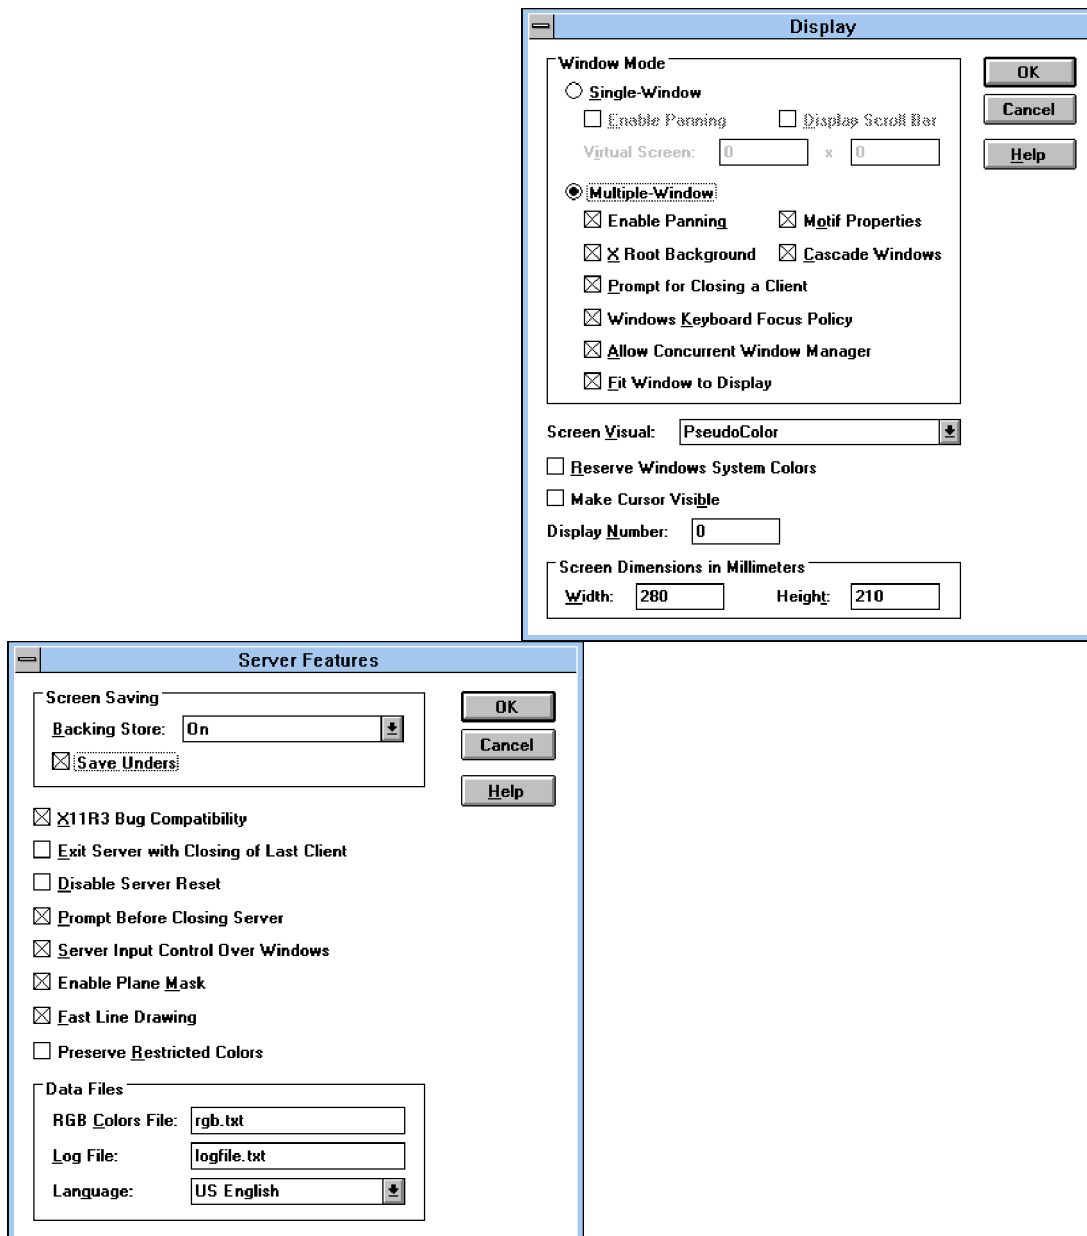 Display
Window Mode
Single-Window
Enable Panning Display Scroll Bar
Virtual Screen: 0 x 0
Multiple-Window
Enable Panning Motif Properties
X Root Background Cascade Windows
Prompt for Closing a Client
Windows Keyboard Focus Policy
Allow Concurrent Window Manager
Fit Window to Display
OK
Cancel
Help
Screen Visual: PseudoColor
Reserve Windows System Colors
Make Cursor Visible
Display Number: 0
Screen Dimensions in Millimeters
Width: 280 Height: 210
Server Features
Screen Saving
Backing Store: On
Save Unders
OK
Cancel
Help
X11R3 Bug Compatibility
Exit Server with Closing of Last Client
Disable Server Reset
Prompt Before Closing Server
Server Input Control Over Windows
Enable Plane Mask
Fast Line Drawing
Preserve Restricted Colors
Data Files
RGB Colors File: rgb.txt
Log File: logfile.txt
Language: US English